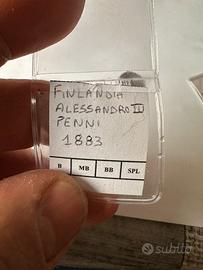 FINLANDIA
ALESSANDRO III
PENNI
1883
B MB BB SPL
subito